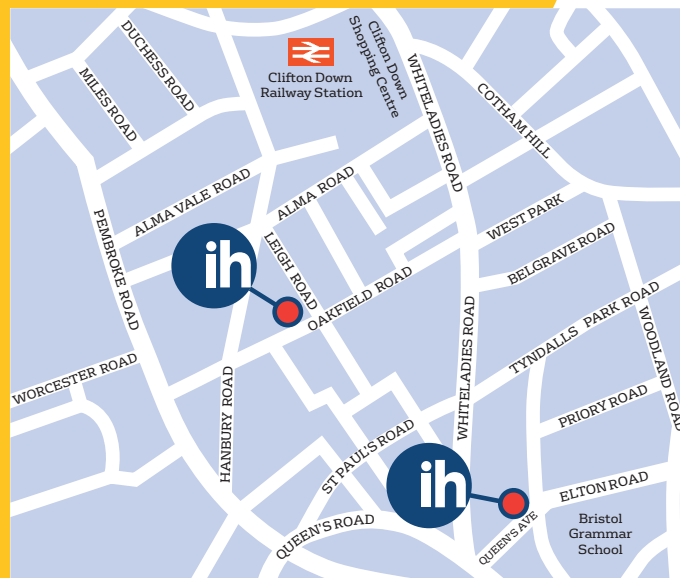 DUCHESS ROAD
MILES ROAD
Clifton Down
Railway Station
Clifton Down
Shopping Centre
WHITELADIES ROAD
COTHAM HILL
ALMA VALE ROAD
ALMA ROAD
PEMBROKE ROAD
ih
LEIGH ROAD
OAKFIELD ROAD
WEST PARK
BELGRAVE ROAD
TYNDALLS PARK ROAD
WOODLAND ROAD
WORCESTER ROAD
HANBURY ROAD
WHITELADIES ROAD
PRIORY ROAD
ST PAUL'S ROAD
ih
ELTON ROAD
QUEEN'S ROAD
QUEEN'S AVE
Bristol
Grammar
School